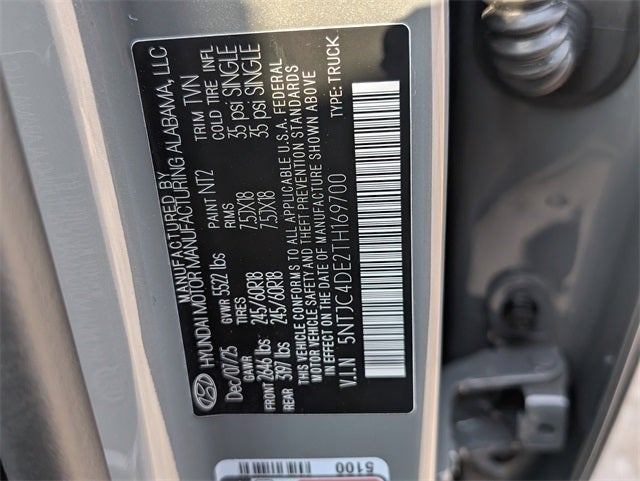 MANUFACTURED BY
HYUNDAI MOTOR MANUFACTURING ALABAMA, LLC
Dec/07/25 PAINT NT2 TRIM TVN
GVWR 5522 lbs
GAWR TIRES RIMS COLD TIRE INFL
FRONT 2646 lbs 245/60R18 7.5JX18 35 psi SINGLE
REAR 3197 lbs 245/60R18 7.5JX18 35 psi SINGLE
THIS VEHICLE CONFORMS TO ALL APPLICABLE U.S.A. FEDERAL
MOTOR VEHICLE SAFETY AND THEFT PREVENTION STANDARDS
IN EFFECT ON THE DATE OF MANUFACTURE SHOWN ABOVE
V.I.N 5NTJC4DE2TH169700 TYPE: TRUCK
5100